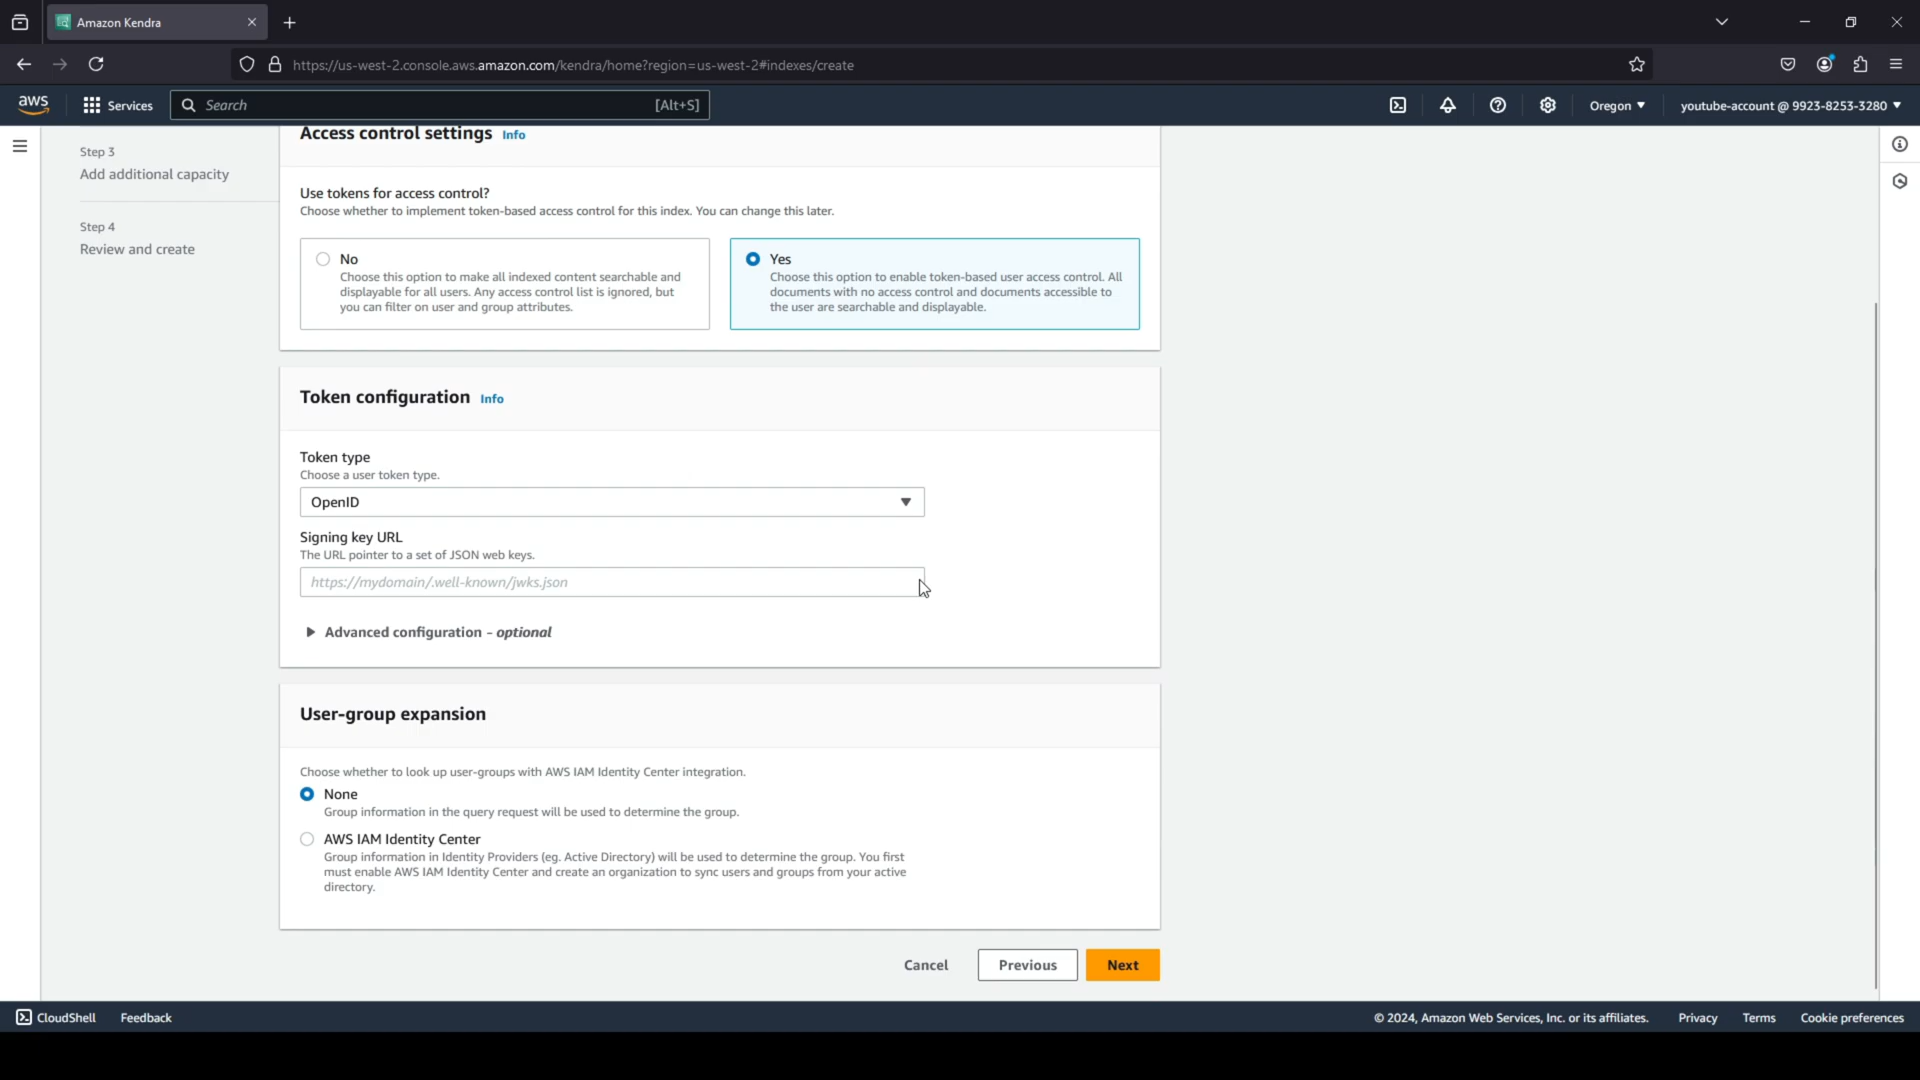 Amazon Kendra
https://us-west-2.console.aws.amazon.com/kendra/home?region=us-west-2#indexes/create
aws
Services
Search
[Alt+S]
Oregon
youtube-account @ 9923-8253-3280
Step 3
Add additional capacity
Step 4
Review and create
Access control settings Info
Use tokens for access control?
Choose whether to implement token-based access control for this index. You can change this later.
No
Choose this option to make all indexed content searchable and
displayable for all users. Any access control list is ignored, but
you can filter on user and group attributes.
Yes
Choose this option to enable token-based user access control. All
documents with no access control and documents accessible to
the user are searchable and displayable.
Token configuration Info
Token type
Choose a user token type.
OpenID
Signing key URL
The URL pointer to a set of JSON web keys.
https://mydomain/.well-known/jwks.json
Advanced configuration - optional
User-group expansion
Choose whether to look up user-groups with AWS IAM Identity Center integration.
None
Group information in the query request will be used to determine the group.
AWS IAM Identity Center
Group information in Identity Providers (eg. Active Directory) will be used to determine the group. You first
must enable AWS IAM Identity Center and create an organization to sync users and groups from your active
directory.
Cancel
Previous
Next
CloudShell
Feedback
© 2024, Amazon Web Services, Inc. or its affiliates.
Privacy
Terms
Cookie preferences